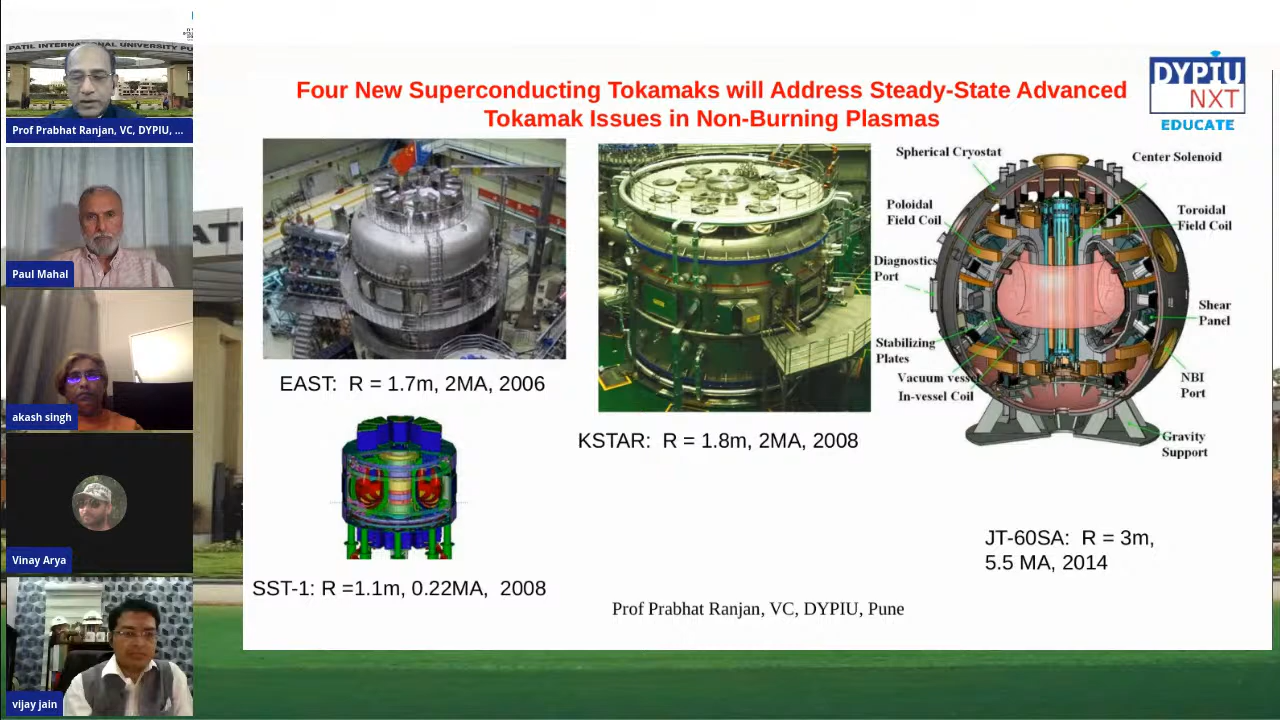 PATIL INTERNATIONAL UNIVERSITY PU
Prof Prabhat Ranjan, VC, DYPIU, ...
Paul Mahal
akash singh
Vinay Arya
vijay jain
Four New Superconducting Tokamaks will Address Steady-State Advanced
Tokamak Issues in Non-Burning Plasmas
DYPIU
NXT
EDUCATE
EAST:  R = 1.7m, 2MA, 2006
KSTAR:  R = 1.8m, 2MA, 2008
SST-1: R =1.1m, 0.22MA,  2008
Spherical Cryostat
Center Solenoid
Poloidal
Field Coil
Toroidal
Field Coil
Diagnostics
Port
Shear
Panel
Stabilizing
Plates
Vacuum vessel
In-vessel Coil
NBI
Port
Gravity
Support
JT-60SA:  R = 3m,
5.5 MA, 2014
Prof Prabhat Ranjan, VC, DYPIU, Pune